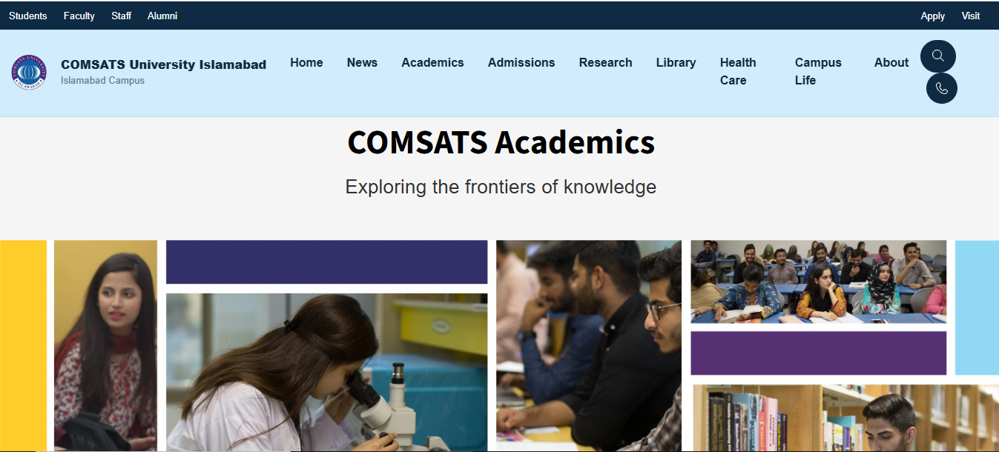 Students Faculty Staff Alumni Apply Visit
COMSATS University Islamabad
Islamabad Campus
Home News Academics Admissions Research Library Health Care Campus Life About
COMSATS Academics
Exploring the frontiers of knowledge